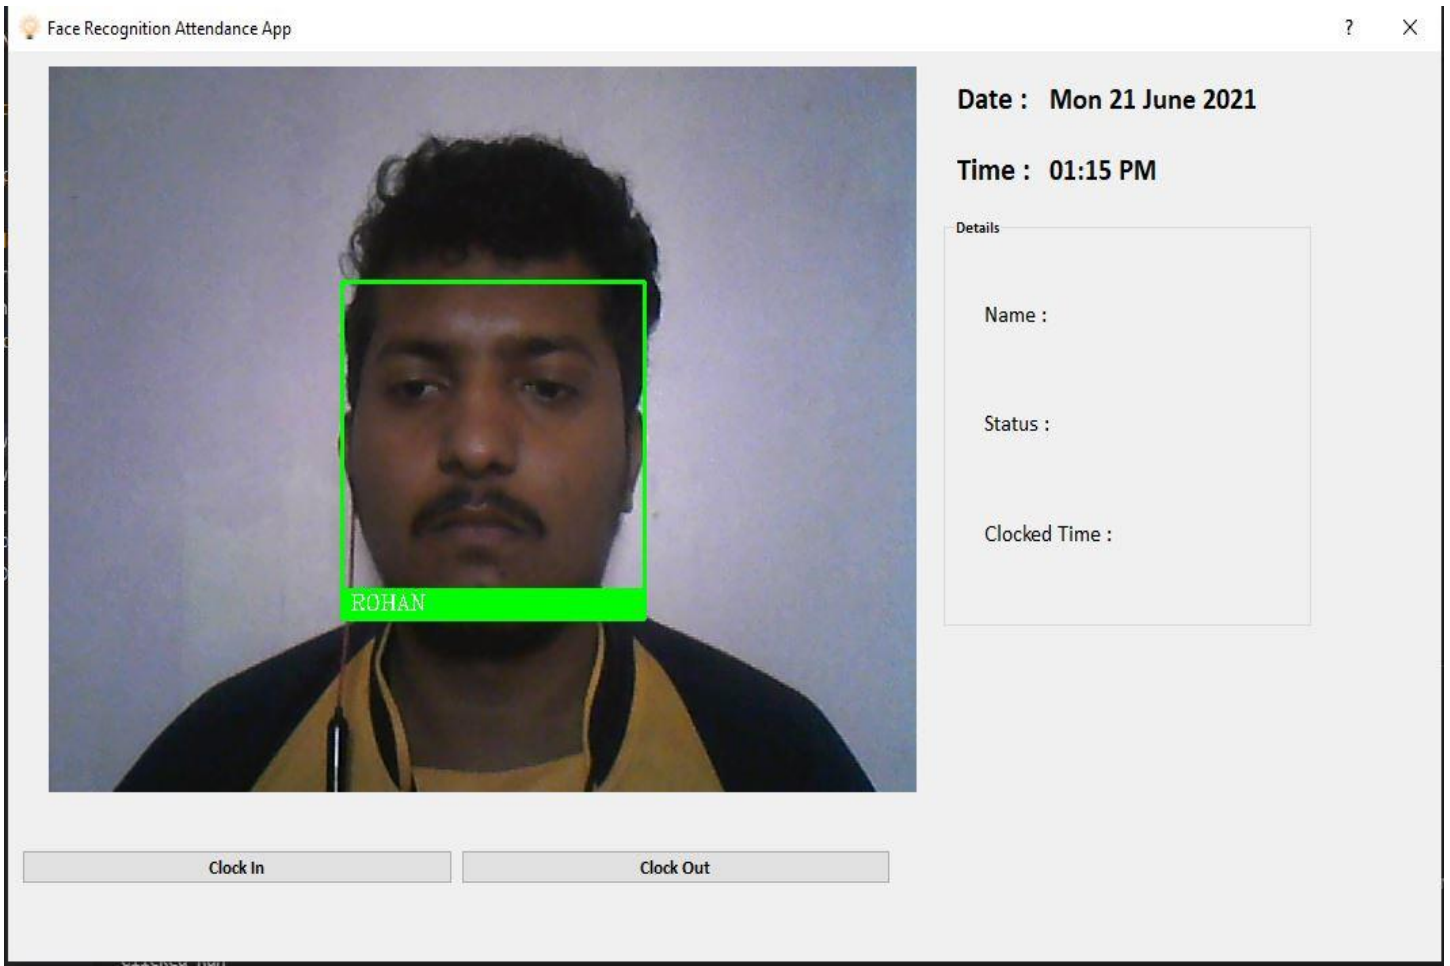 Face Recognition Attendance App
?
Date : Mon 21 June 2021
Time : 01:15 PM
Details
Name :
Status :
Clocked Time :
ROHAN
Clock In
Clock Out